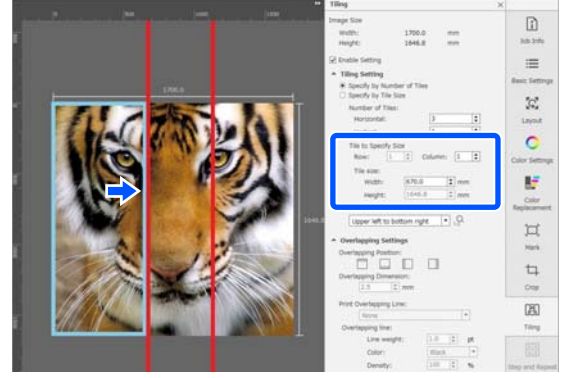 Tiling
Image Size
Width: 1700.0 mm
Height: 1646.8 mm
Enable Setting
Tiling Setting
Specify by Number of Tiles
Specify by Tile Size
Number of Tiles:
Horizontal: 3
Tile to Specify Size
Row: 1 Column: 1
Tile size:
Width: 670.0 mm
Height: 1646.8 mm
Upper left to bottom right
Overlapping Settings
Overlapping Position:
Overlapping Dimension:
2.5 mm
Print Overlapping Line:
None
Overlapping line:
Line weight: 1.0 pt
Color: Black
Density: 100 %
1700.0
1646.8
Job Info
Basic Settings
Layout
Color Settings
Color
Replacement
Mark
Crop
Tiling
Step and Repeat